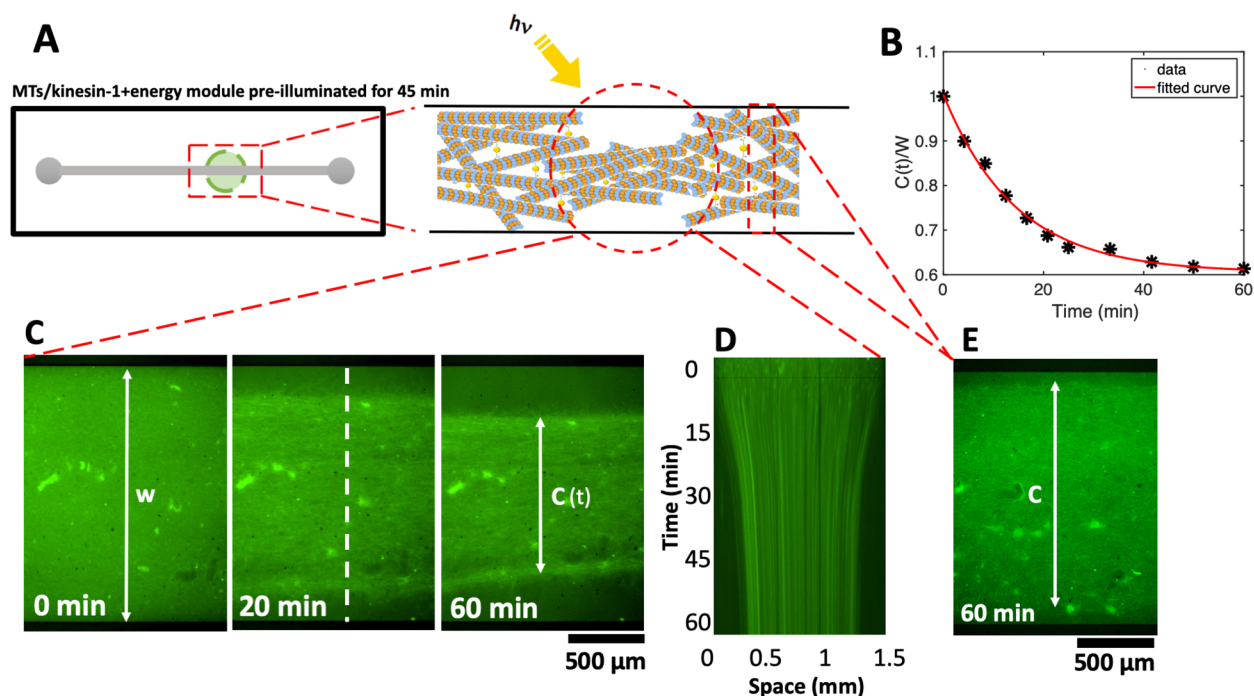 A
hν
MTs/kinesin-1+energy module pre-illuminated for 45 min
B
1.1
1
0.9
0.8
0.7
0.6
C(t)/W
data
fitted curve
0
20
40
60
Time (min)
C
W
0 min
20 min
C (t)
60 min
500 μm
D
0
15
30
45
60
Time (min)
0
0.5
1
1.5
Space (mm)
E
C
60 min
500 μm